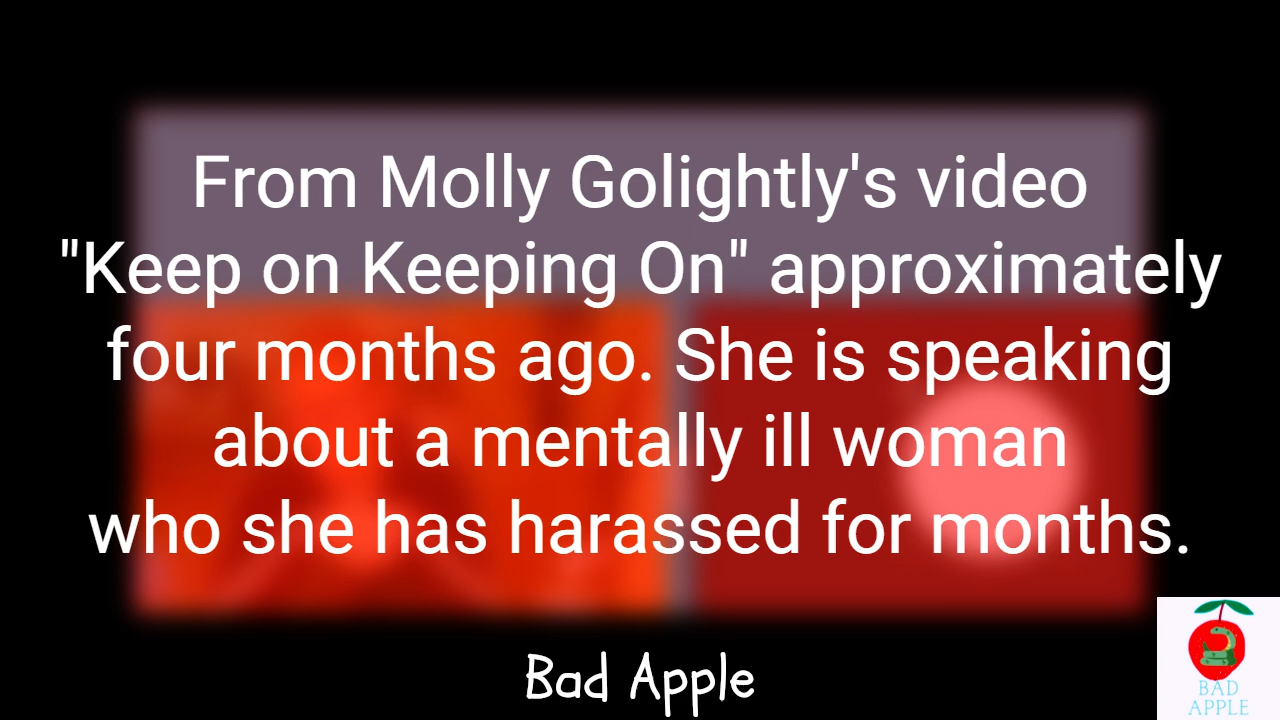 From Molly Golightly's video
"Keep on Keeping On" approximately
four months ago. She is speaking
about a mentally ill woman
who she has harassed for months.
Bad Apple
BAD
APPLE